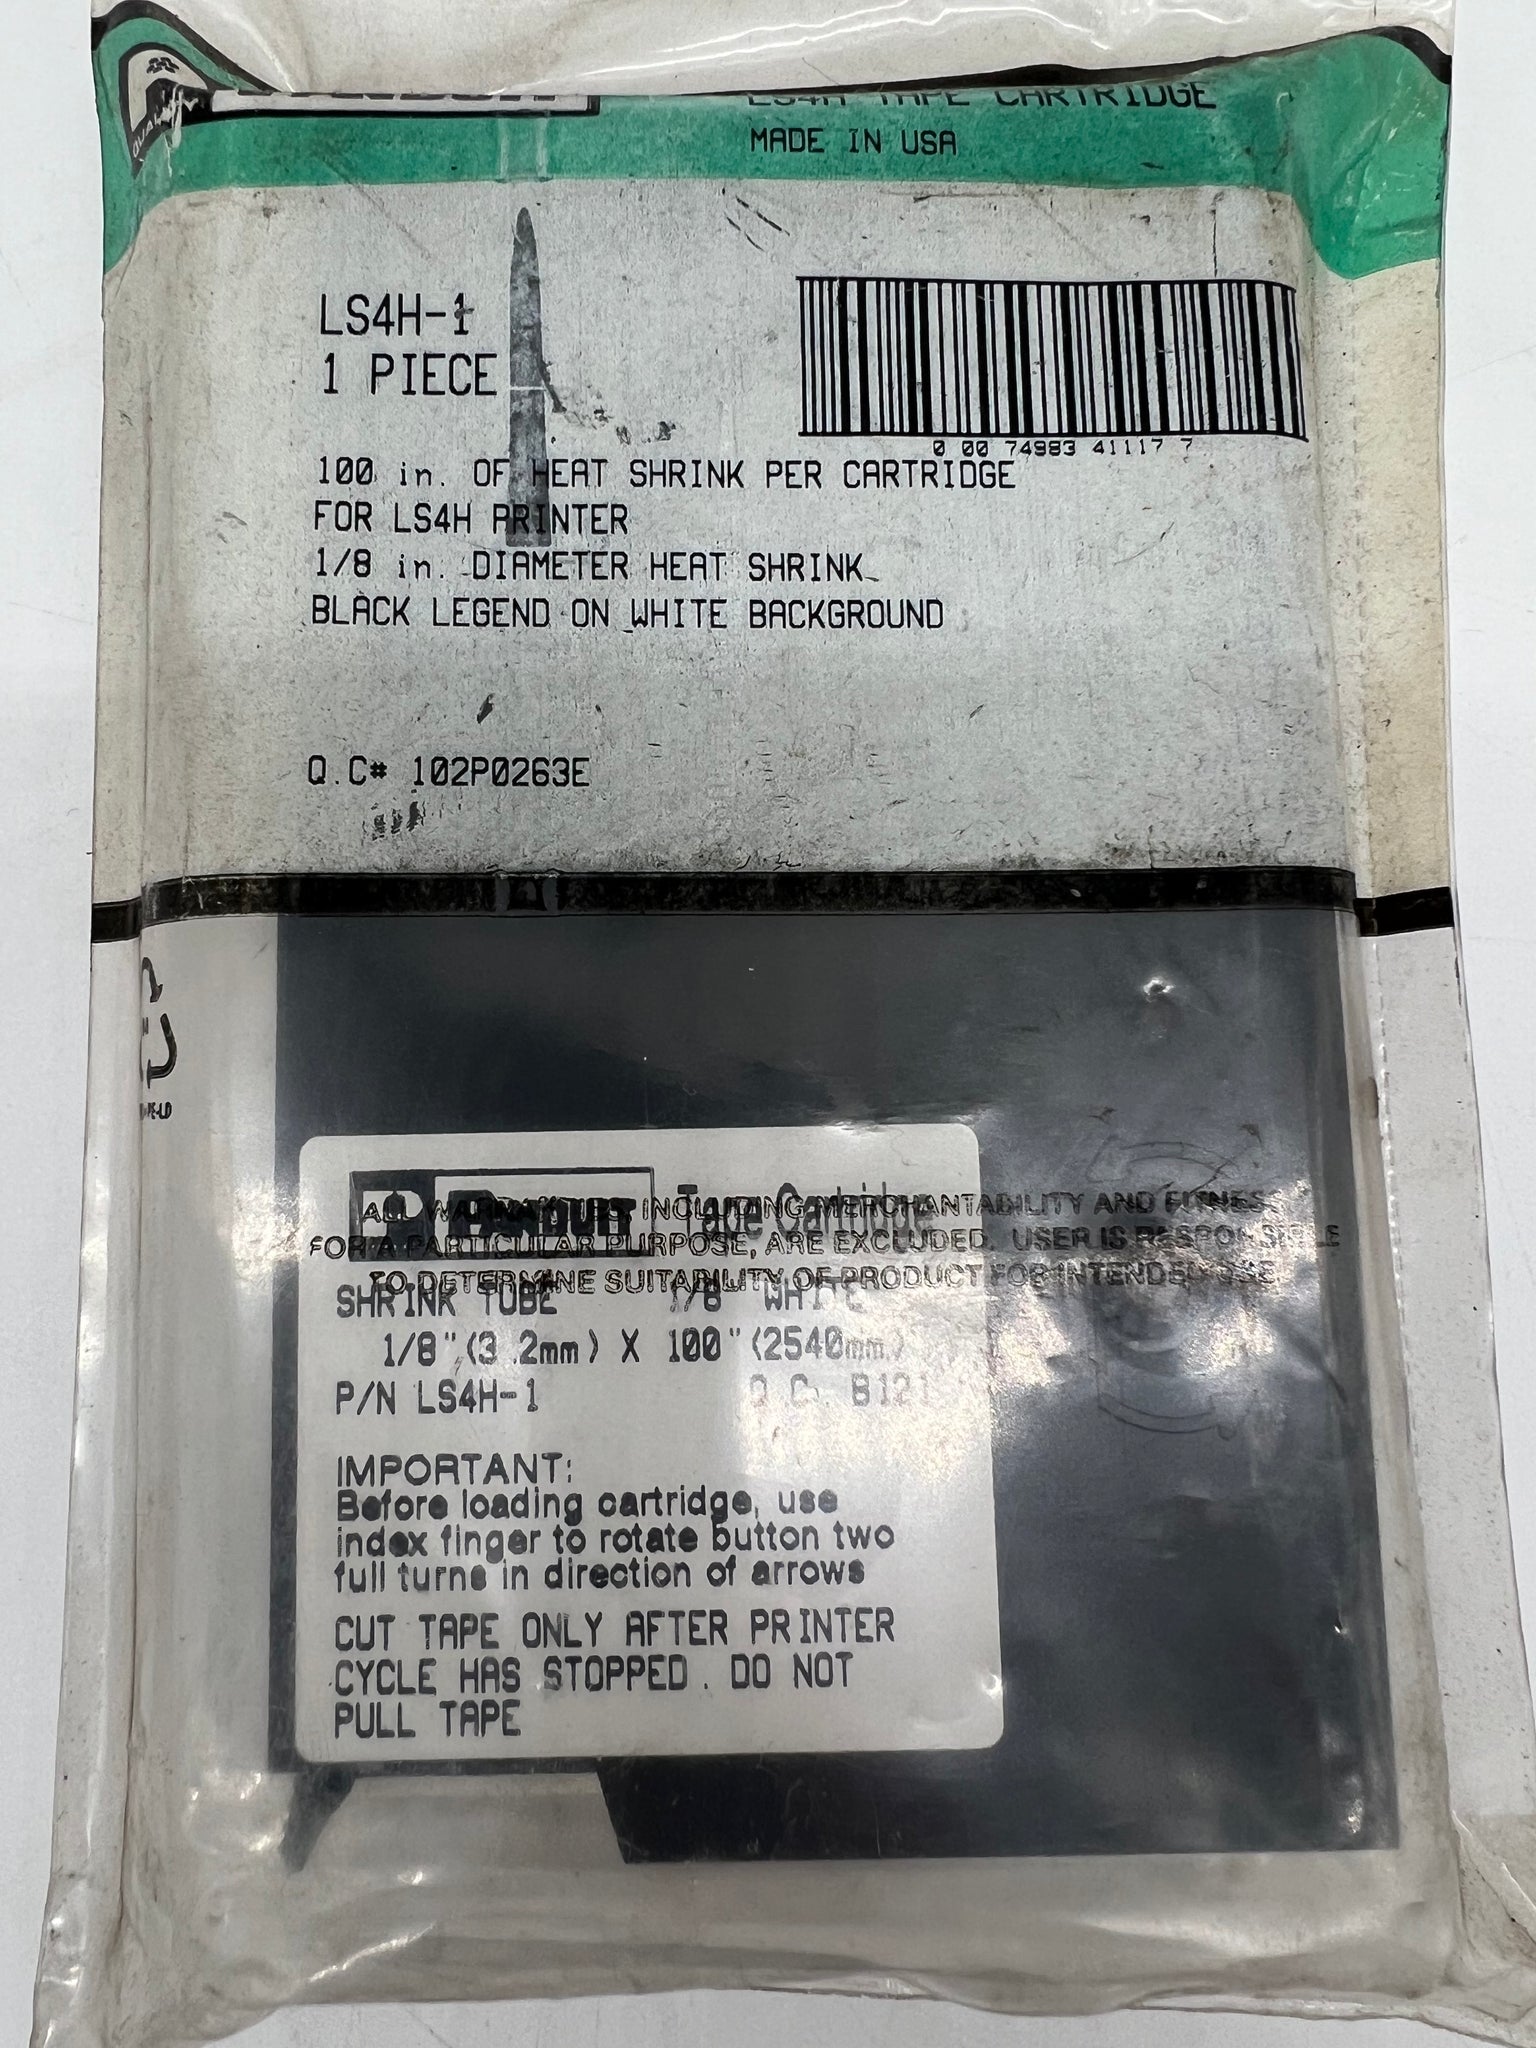 LS4H TAPE CARTRIDGE
MADE IN USA
LS4H-1
1 PIECE
0 00 74983 41117 7
100 in. OF HEAT SHRINK PER CARTRIDGE
FOR LS4H PRINTER
1/8 in. DIAMETER HEAT SHRINK
BLACK LEGEND ON WHITE BACKGROUND
Q.C# 102P0263E
Panduit Tape Cartridge
ALL WARRANTIES, INCLUDING MERCHANTABILITY AND FITNESS
FOR A PARTICULAR PURPOSE, ARE EXCLUDED. USER IS RESPONSIBLE
TO DETERMINE SUITABILITY OF PRODUCT FOR INTENDED USE
SHRINK TUBE 1/8" WHITE
1/8"(3.2mm) X 100"(2540mm)
P/N LS4H-1 Q.C. B121
IMPORTANT:
Before loading cartridge, use
index finger to rotate button two
full turns in direction of arrows
CUT TAPE ONLY AFTER PRINTER
CYCLE HAS STOPPED. DO NOT
PULL TAPE